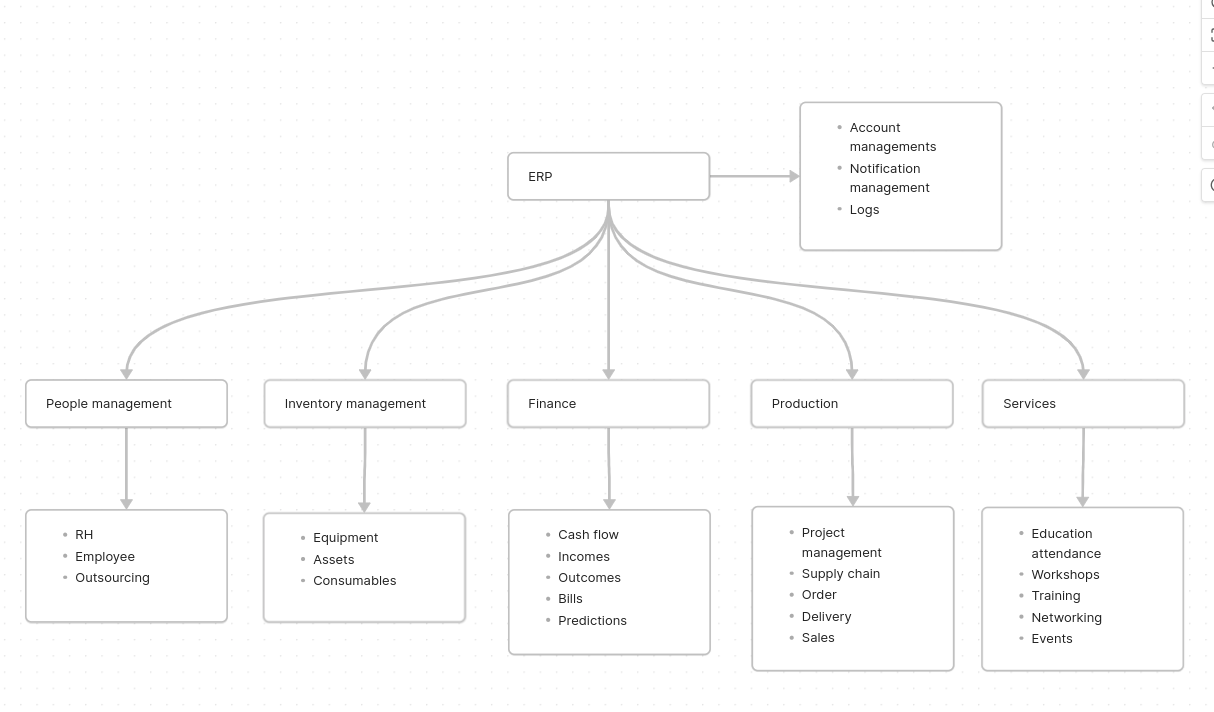 Account
managements
Notification
management
Logs
ERP
People management
Inventory management
Finance
Production
Services
RH
Employee
Outsourcing
Equipment
Assets
Consumables
Cash flow
Incomes
Outcomes
Bills
Predictions
Project
management
Supply chain
Order
Delivery
Sales
Education
attendance
Workshops
Training
Networking
Events